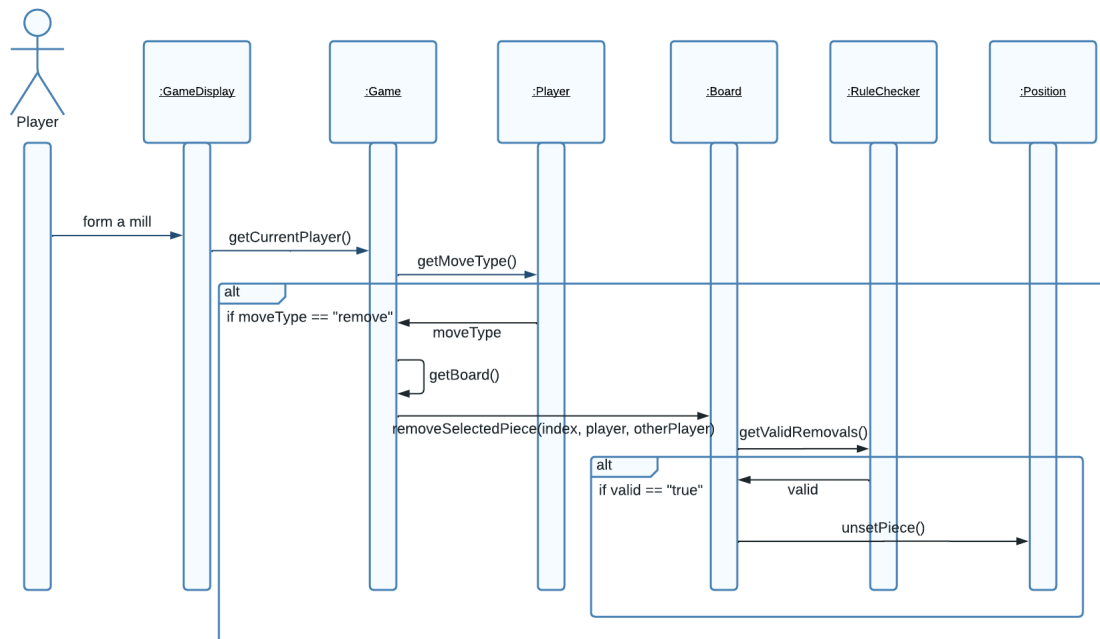 Player
:GameDisplay
:Game
:Player
:Board
:RuleChecker
:Position
form a mill
getCurrentPlayer()
getMoveType()
alt
if moveType == "remove"
moveType
getBoard()
removeSelectedPiece(index, player, otherPlayer)
getValidRemovals()
alt
if valid == "true"
valid
unsetPiece()